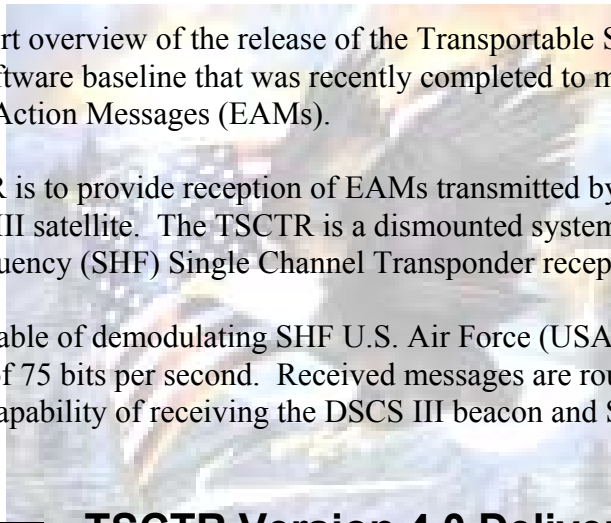 rt overview of the release of the Transportable S
ftware baseline that was recently completed to m
Action Messages (EAMs).
R is to provide reception of EAMs transmitted by
III satellite. The TSCTR is a dismounted system
uency (SHF) Single Channel Transponder recep
able of demodulating SHF U.S. Air Force (USA
of 75 bits per second. Received messages are rou
apability of receiving the DSCS III beacon and S
TSCTR Version 4.0 Deliver